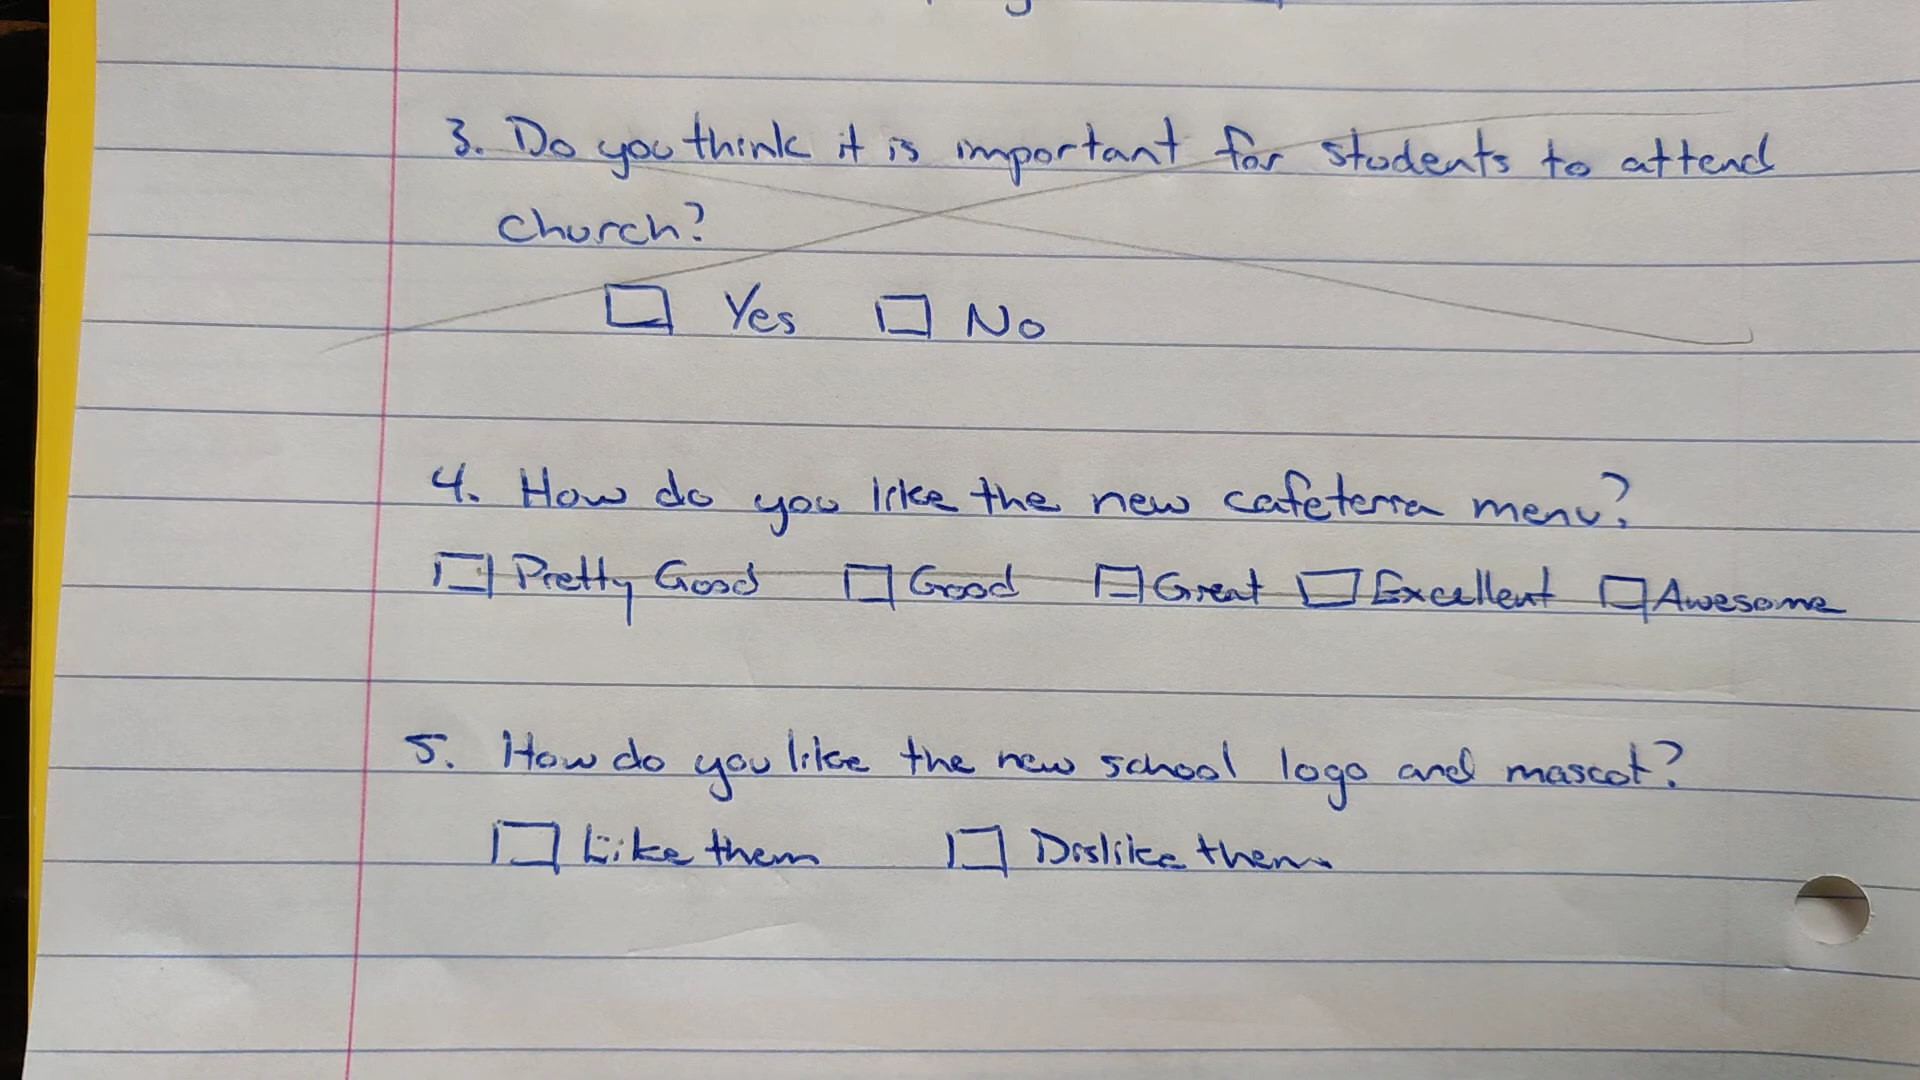 3. Do you think it is important for students to attend
church?
☐ Yes ☐ No
4. How do you like the new cafeteria menu?
☐ Pretty Good ☐ Good ☐ Great ☐ Excellent ☐ Awesome
5. How do you like the new school logo and mascot?
☐ Like them ☐ Dislike them